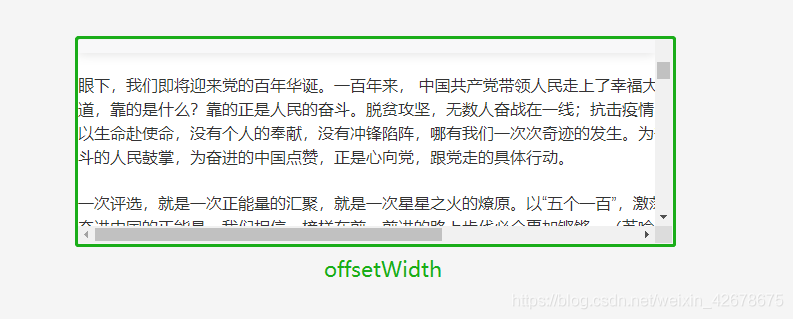 眼下，我们即将迎来党的百年华诞。一百年来， 中国共产党带领人民走上了幸福大
道，靠的是什么？靠的正是人民的奋斗。脱贫攻坚，无数人奋战在一线；抗击疫情
以生命赴使命，没有个人的奉献，没有冲锋陷阵，哪有我们一次次奇迹的发生。为
斗的人民鼓掌，为奋进的中国点赞，正是心向党，跟党走的具体行动。
一次评选，就是一次正能量的汇聚，就是一次星星之火的燎原。以“五个一百”，激
offsetWidth
https://blog.csdn.net/weixin_42678675